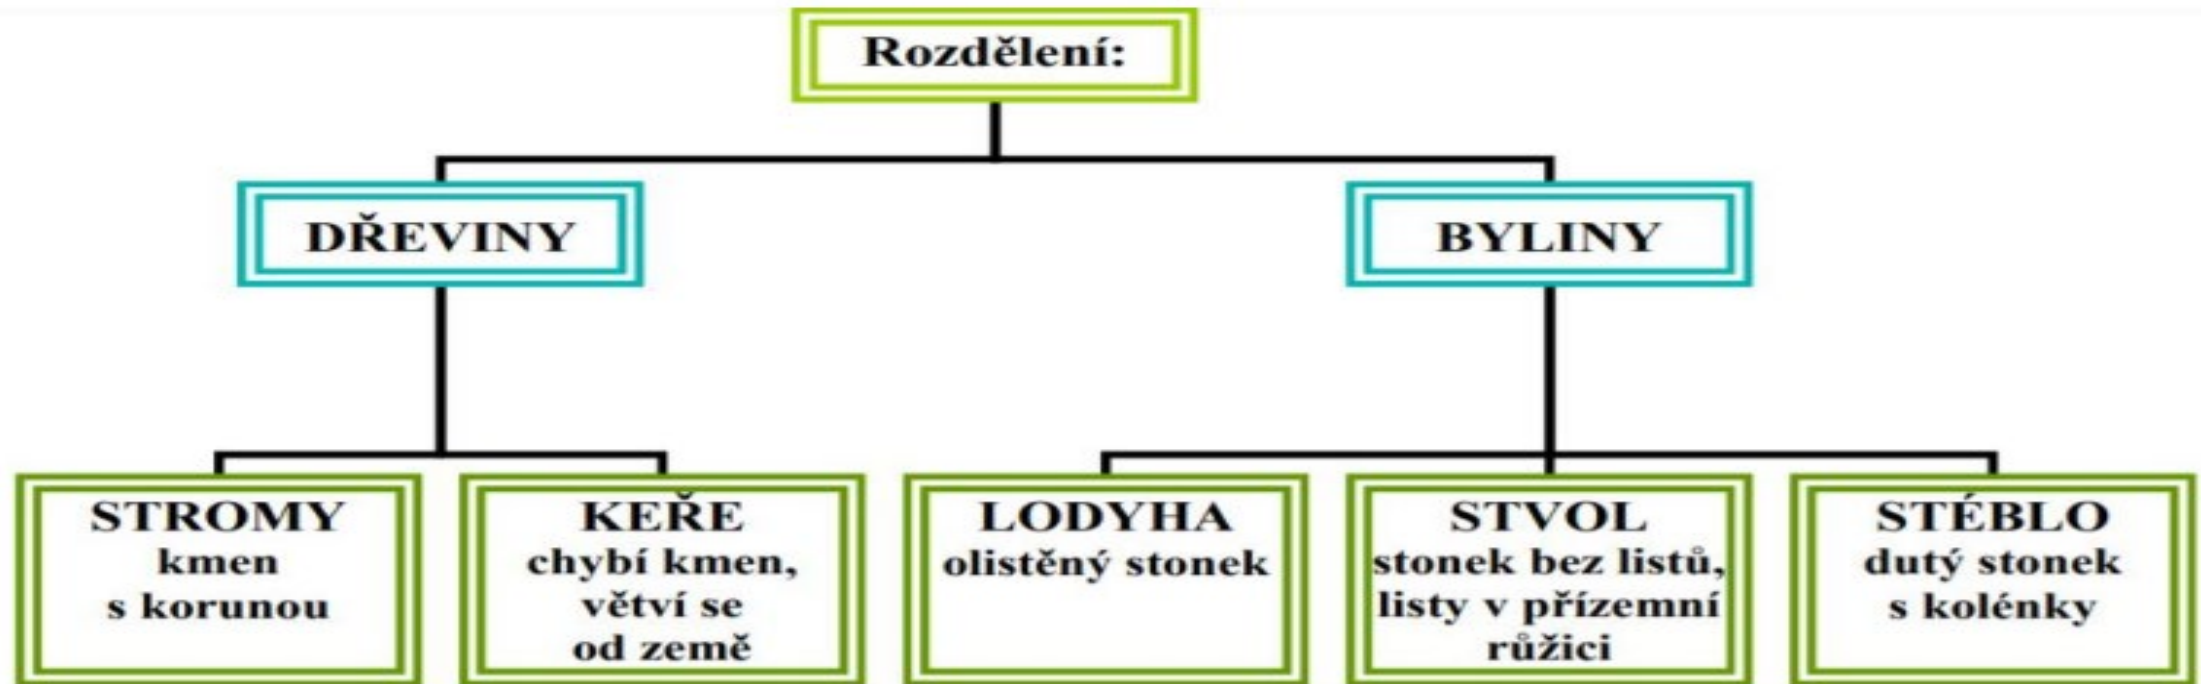 Rozdělení:
DŘEVINY
BYLINY
STROMY
kmen
s korunou
KEŘE
chybí kmen,
větví se
od země
LODYHA
olistěný stonek
STVOL
stonek bez listů,
listy v přízemní
růžici
STÉBLO
dutý stonek
s kolénky